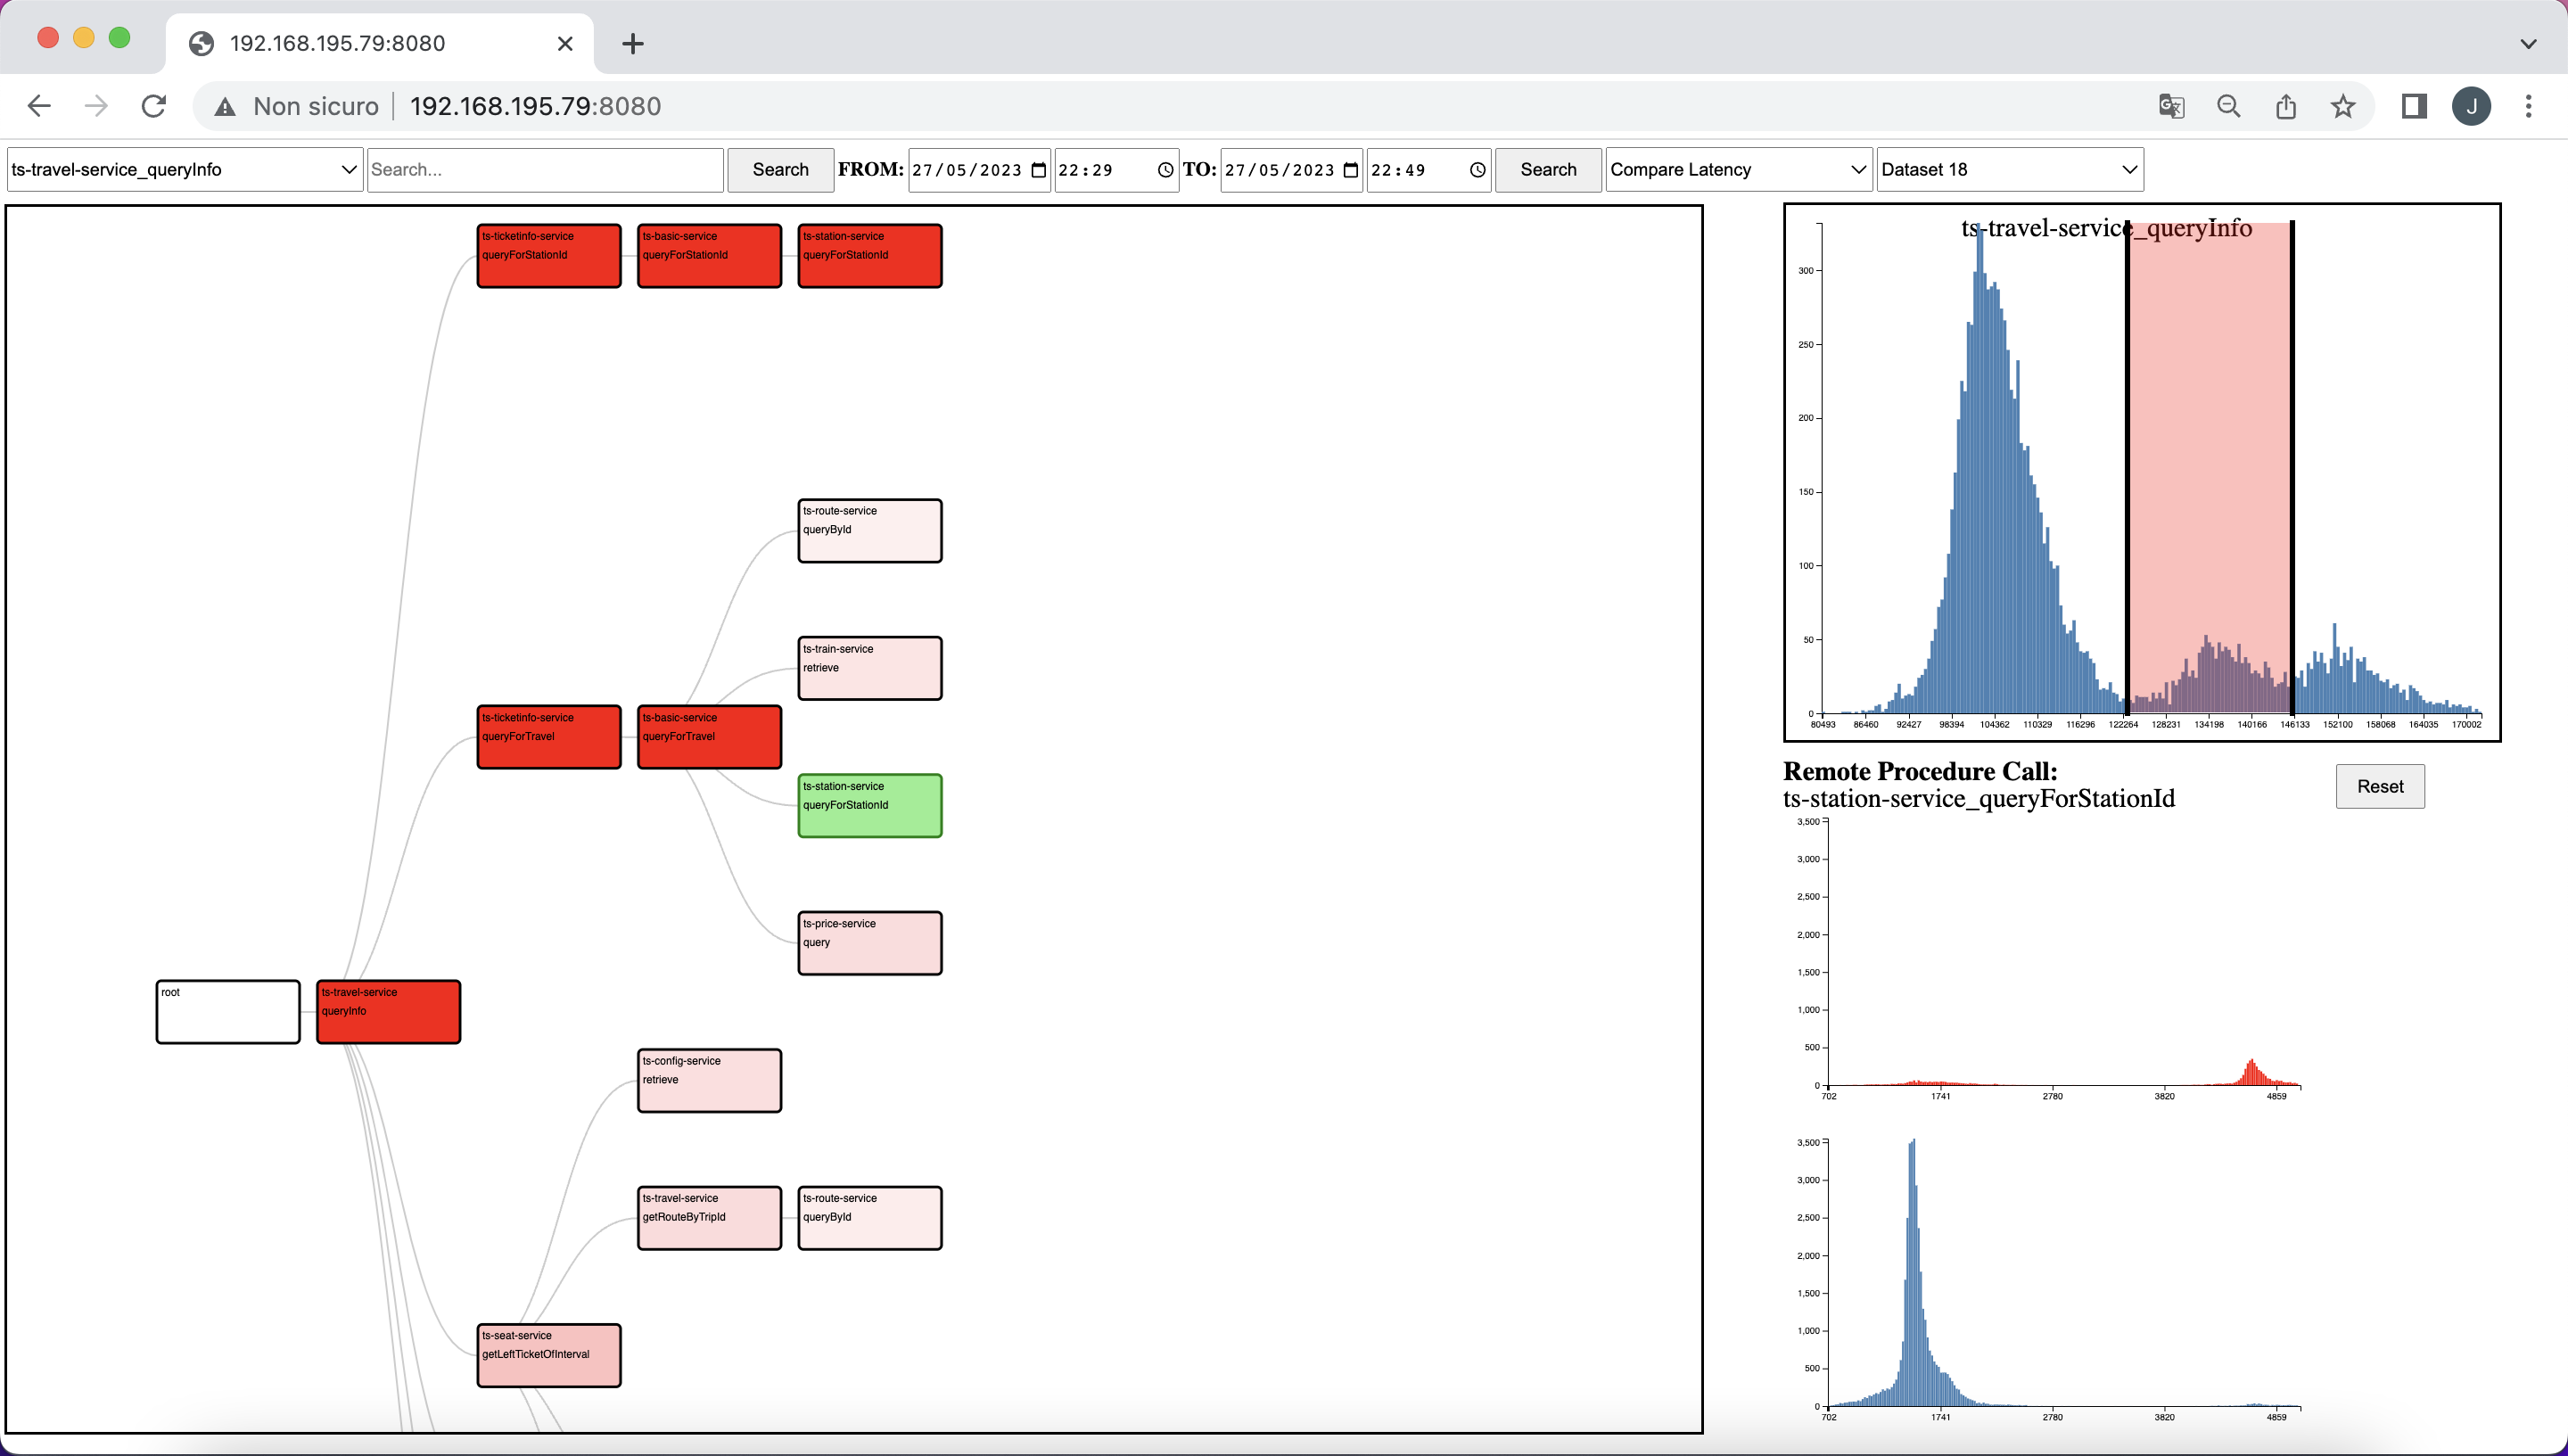 192.168.195.79:8080
Non sicuro
192.168.195.79:8080
J
ts-travel-service_queryInfo
Search...
Search
FROM:
27/05/2023
22:29
TO:
27/05/2023
22:49
Search
Compare Latency
Dataset 18
ts-ticketinfo-service
queryForStationId
ts-basic-service
queryForStationId
ts-station-service
queryForStationId
ts-route-service
queryById
ts-train-service
retrieve
ts-ticketinfo-service
queryForTravel
ts-basic-service
queryForTravel
ts-station-service
queryForStationId
ts-price-service
query
root
ts-travel-service
queryInfo
ts-config-service
retrieve
ts-travel-service
getRouteByTripId
ts-route-service
queryById
ts-seat-service
getLeftTicketOfInterval
ts-travel-service_queryInfo
300
250
200
150
100
50
0
80493 86460 92427 98394 104362 110329 116296 122264 128231 134198 140166 146133 152100 158068 164035 170002
Remote Procedure Call:
ts-station-service_queryForStationId
Reset
3,500
3,000
2,500
2,000
1,500
1,000
500
0
702 1741 2780 3820 4859
3,500
3,000
2,500
2,000
1,500
1,000
500
0
702 1741 2780 3820 4859